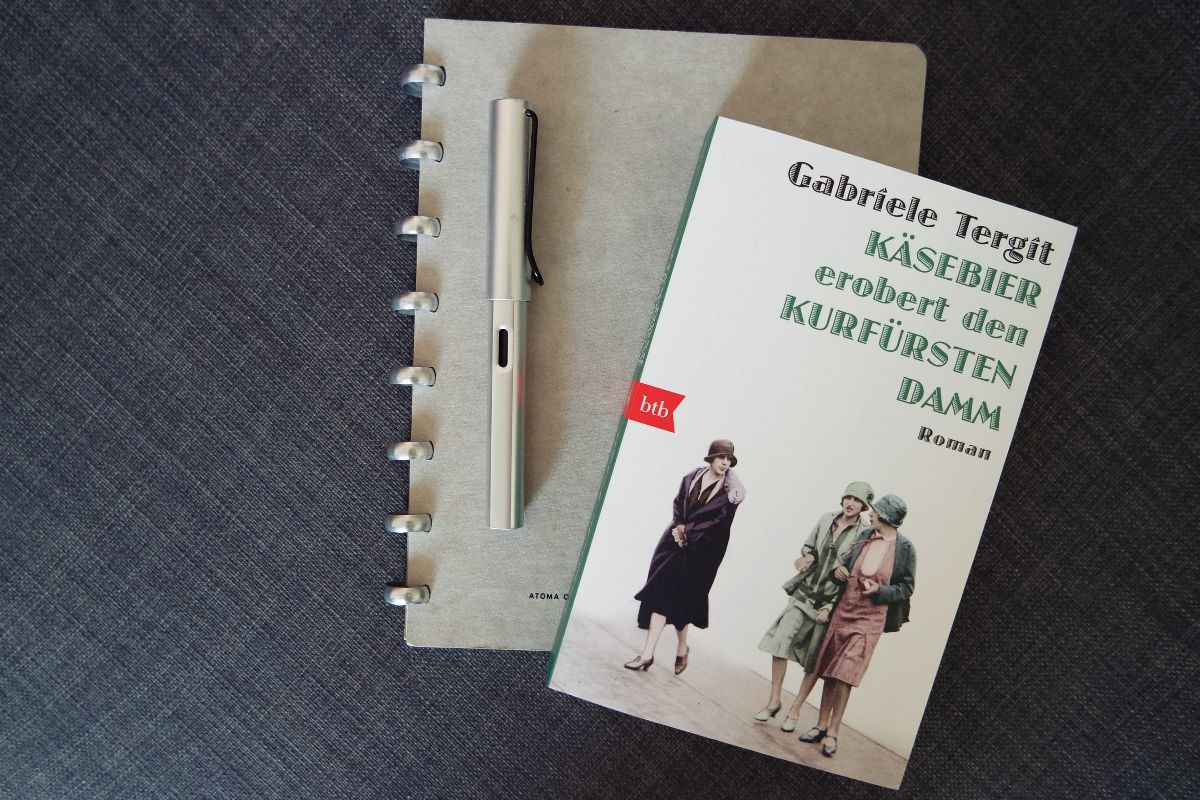 Gabriele Tergit
KÄSEBIER
erobert den
KURFÜRSTEN
DAMM
Roman
btb
ATOMA